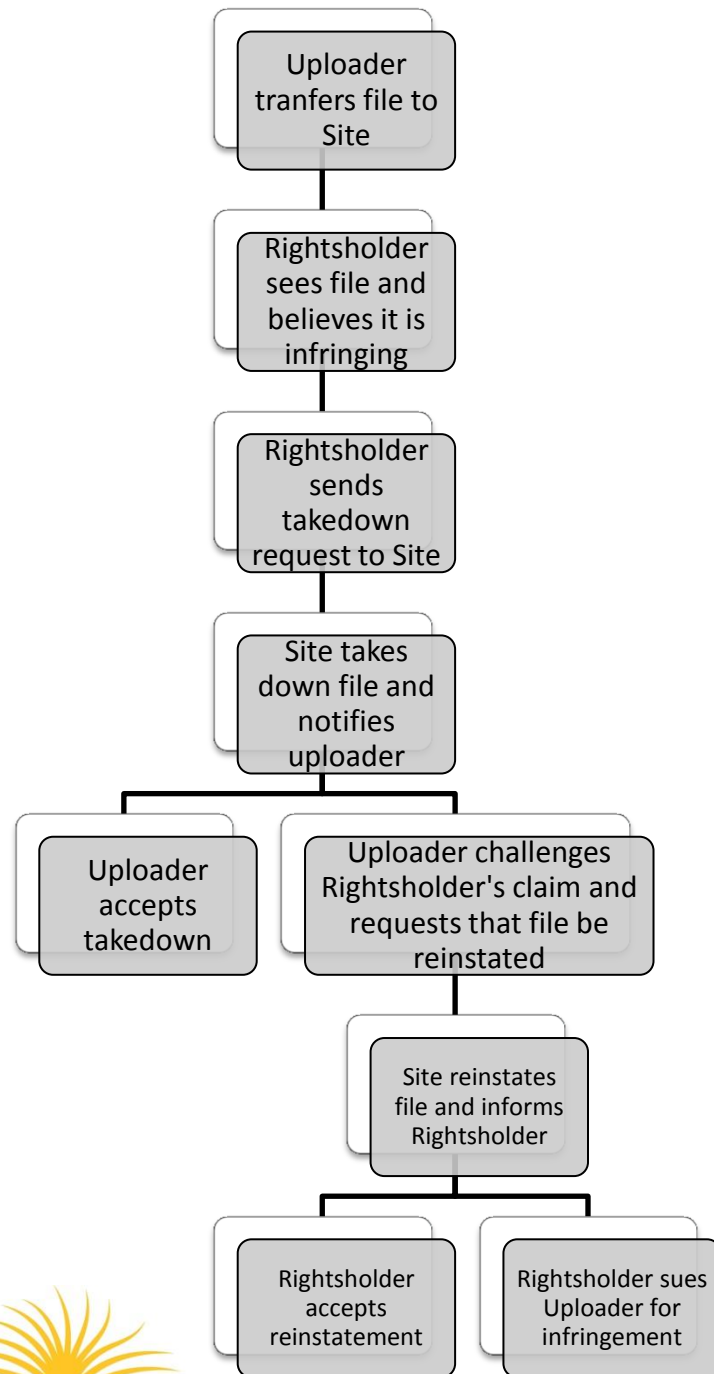 Uploader
tranfers file to
Site
Rightsholder
sees file and
believes it is
infringing
Rightsholder
sends
takedown
request to Site
Site takes
down file and
notifies
uploader
Uploader
accepts
takedown
Uploader challenges
Rightsholder's claim and
requests that file be
reinstated
Site reinstates
file and informs
Rightsholder
Rightsholder
accepts
reinstatement
Rightsholder sues
Uploader for
infringement